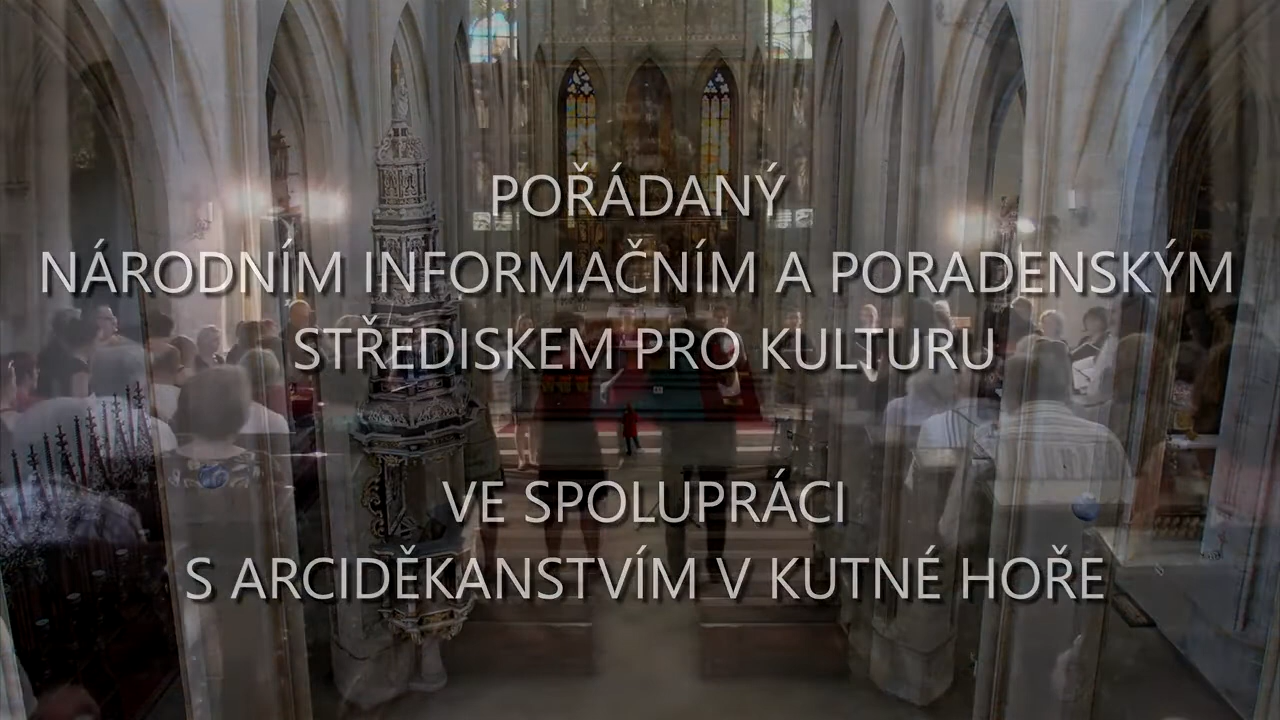 POŘÁDANÝ
NÁRODNÍM INFORMAČNÍM A PORADENSKÝM
STŘEDISKEM PRO KULTURU
VE SPOLUPRÁCI
S ARCIDĚKANSTVÍM V KUTNÉ HOŘE